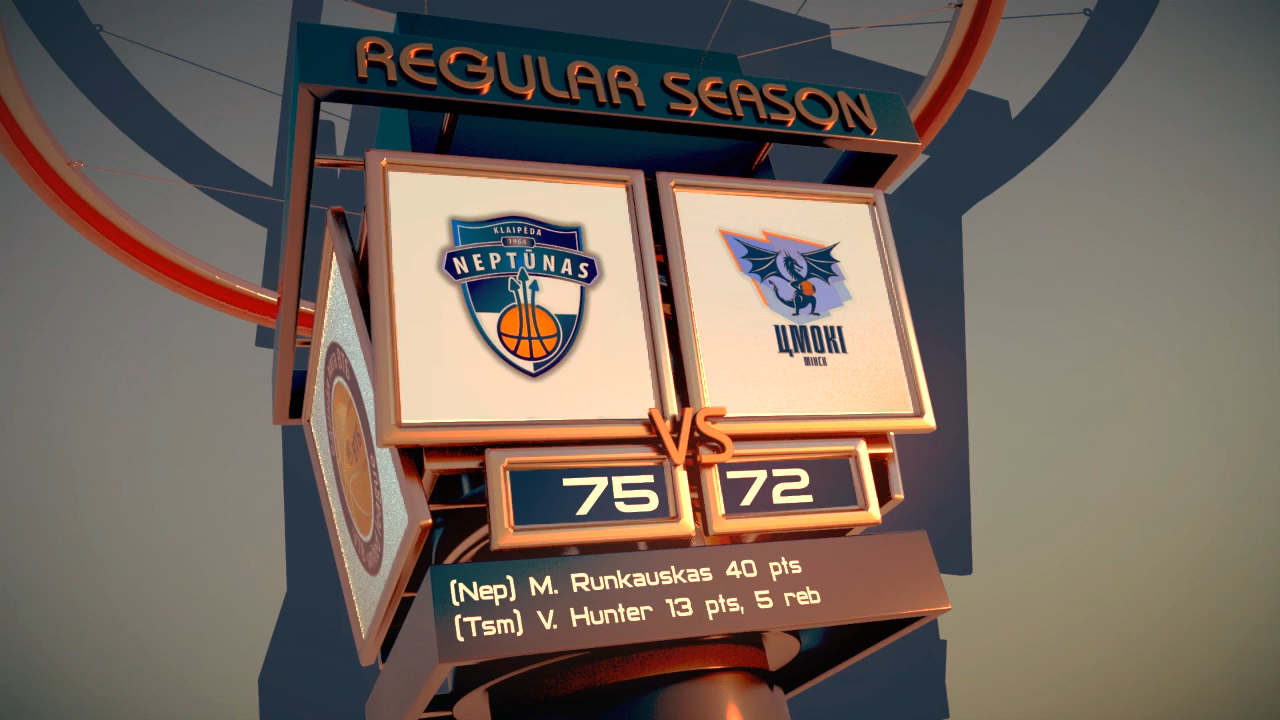 REGULAR SEASON
KLAIPĖDA
1964
NEPTŪNAS
ЦМОКІ
МІНСК
VS
75
72
(Nep) M. Runkauskas 40 pts
(Tsm) V. Hunter 13 pts, 5 reb